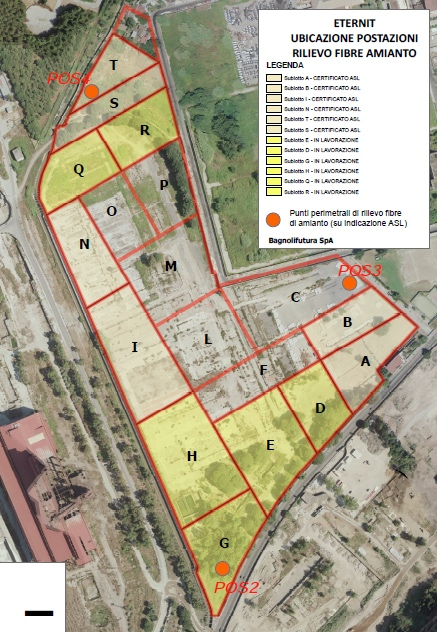 ETERNIT
UBICAZIONE POSTAZIONI
RILIEVO FIBRE AMIANTO
LEGENDA
Sublotto A - CERTIFICATO ASL
Sublotto B - CERTIFICATO ASL
Sublotto I - CERTIFICATO ASL
Sublotto N - CERTIFICATO ASL
Sublotto T - CERTIFICATO ASL
Sublotto S - CERTIFICATO ASL
Sublotto E - IN LAVORAZIONE
Sublotto D - IN LAVORAZIONE
Sublotto G - IN LAVORAZIONE
Sublotto H - IN LAVORAZIONE
Sublotto Q - IN LAVORAZIONE
Sublotto R - IN LAVORAZIONE
Punti perimetrali di rilievo fibre
di amianto (su indicazione ASL)
Bagnolifutura SpA
T
POS4
S
R
Q
P
O
N
M
POS3
C
B
I
L
A
F
D
E
H
G
POS2